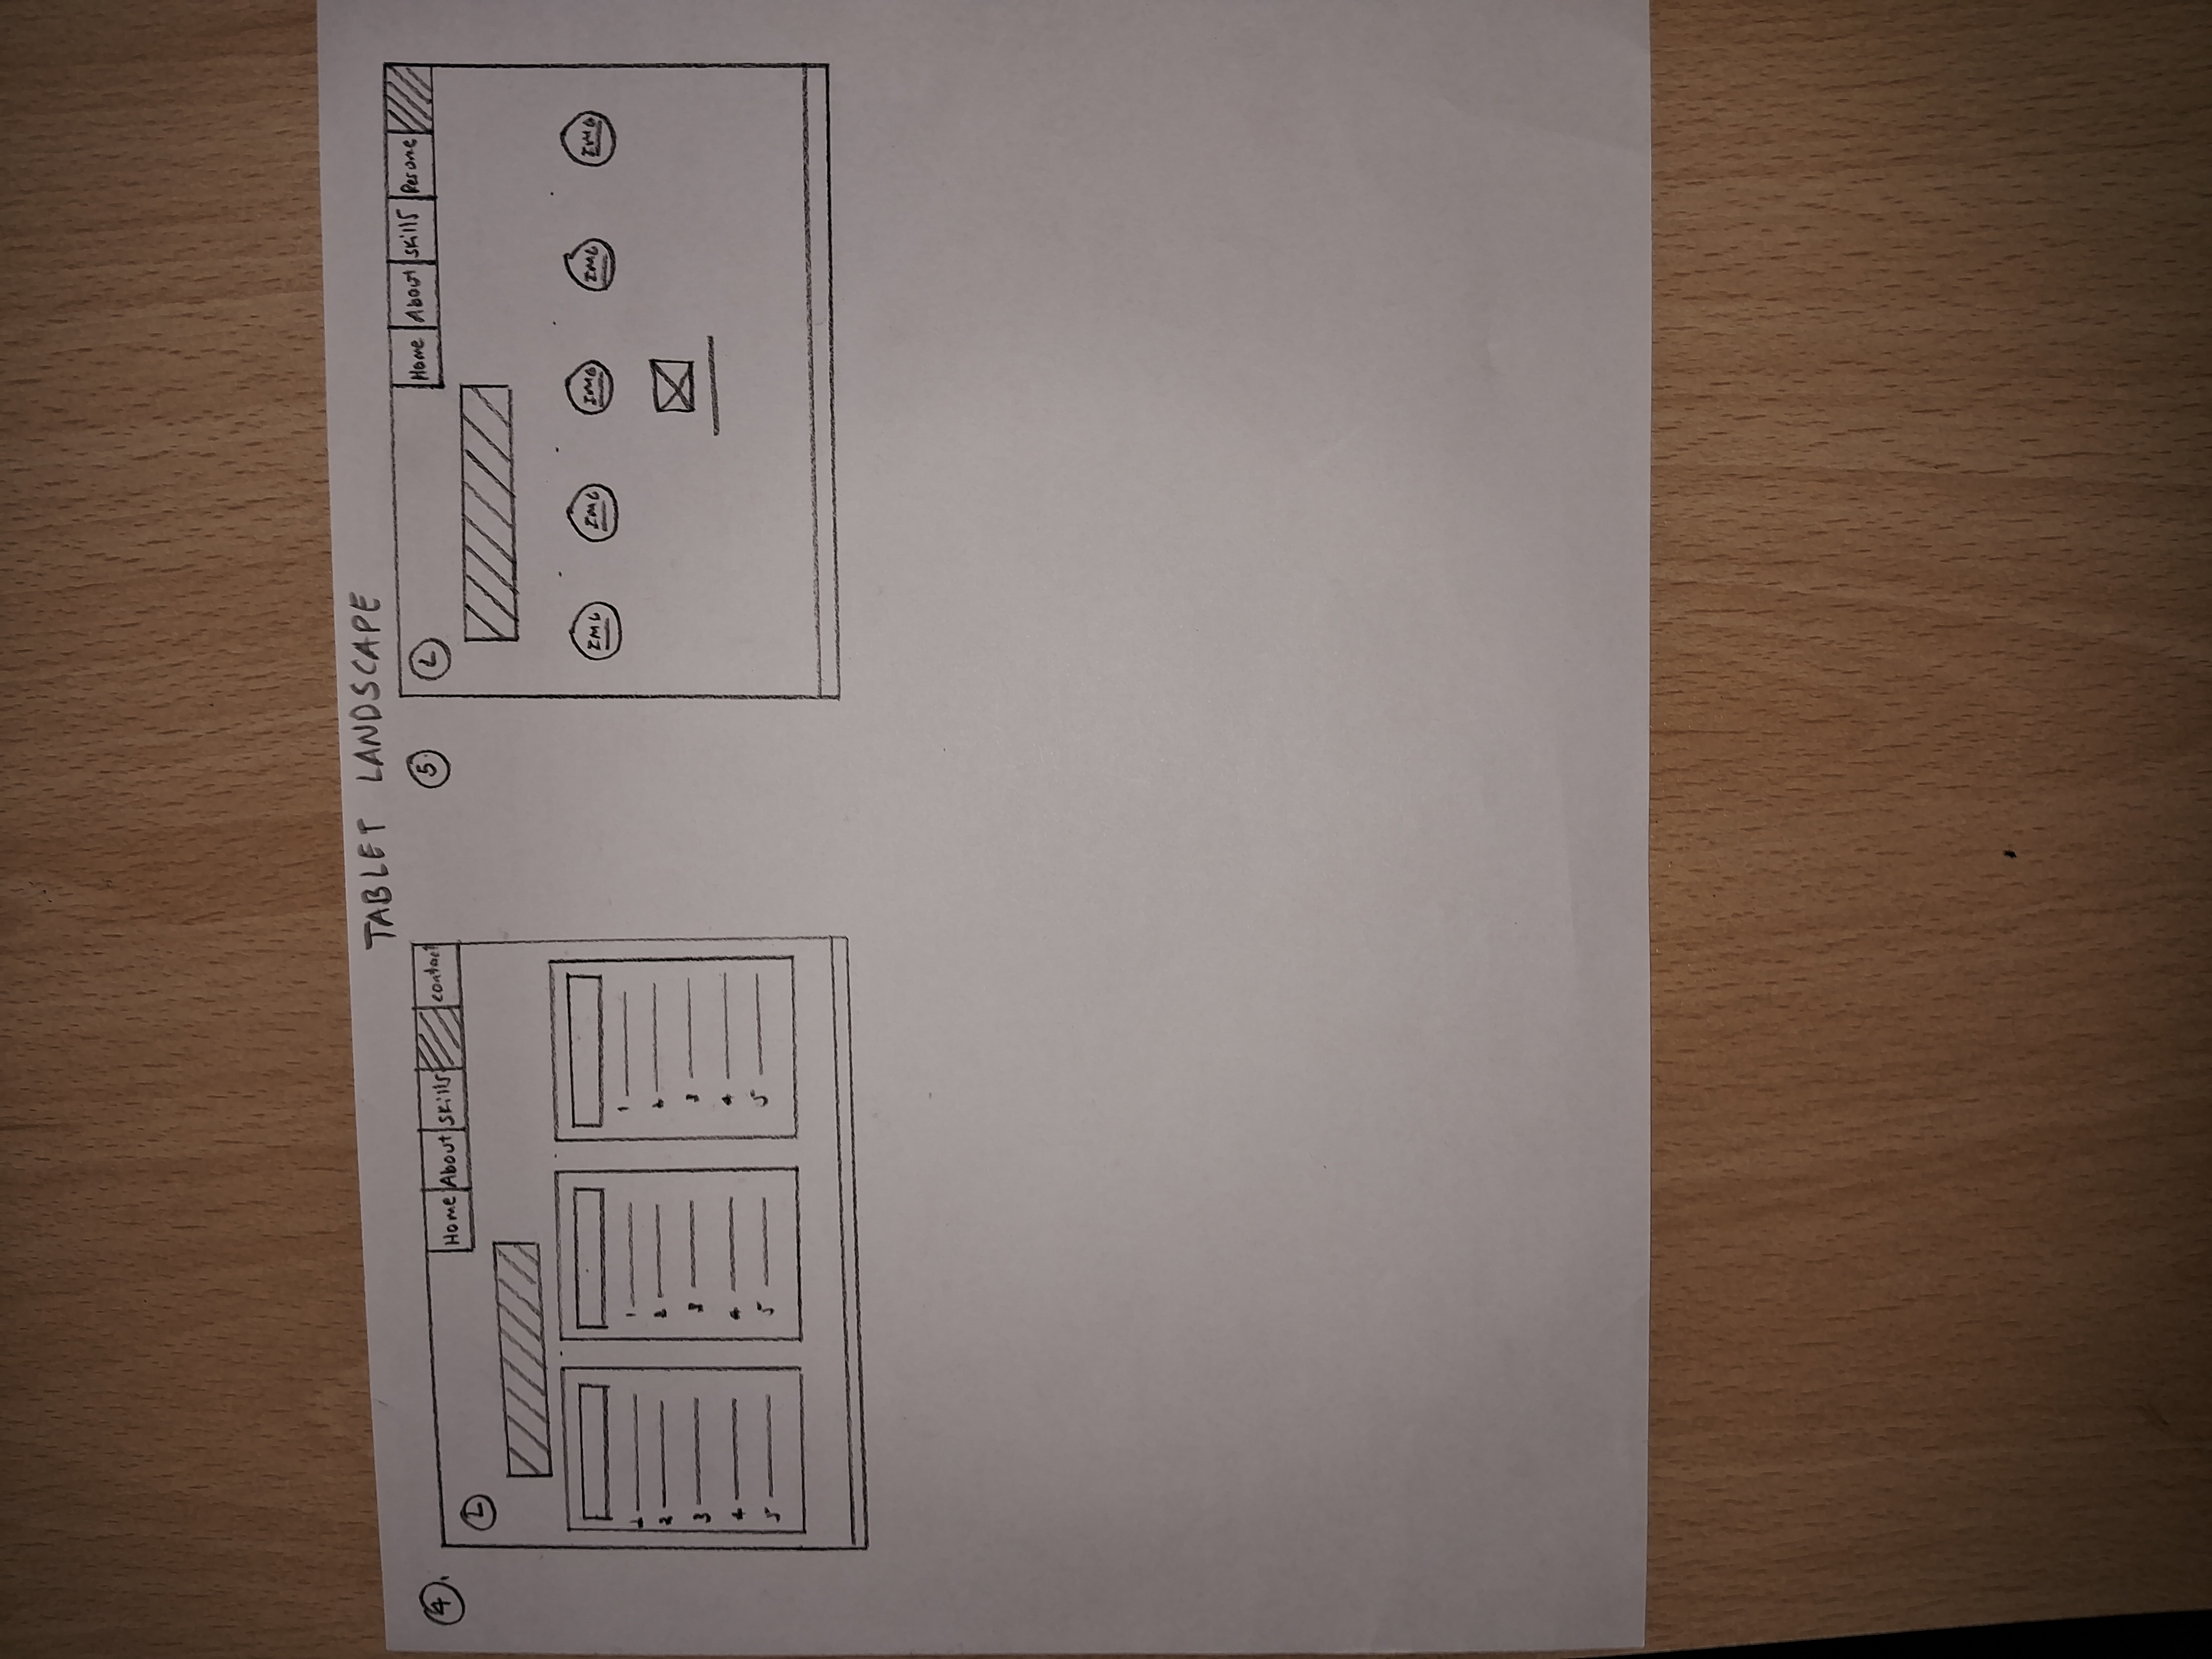 TABLET LANDSCAPE
4.
L
Home About Skills contact
1
2
3
4
5
1
2
3
4
5
1
2
3
4
5
5.
L
Home About Skills Resume
IMG IMG IMG IMG IMG